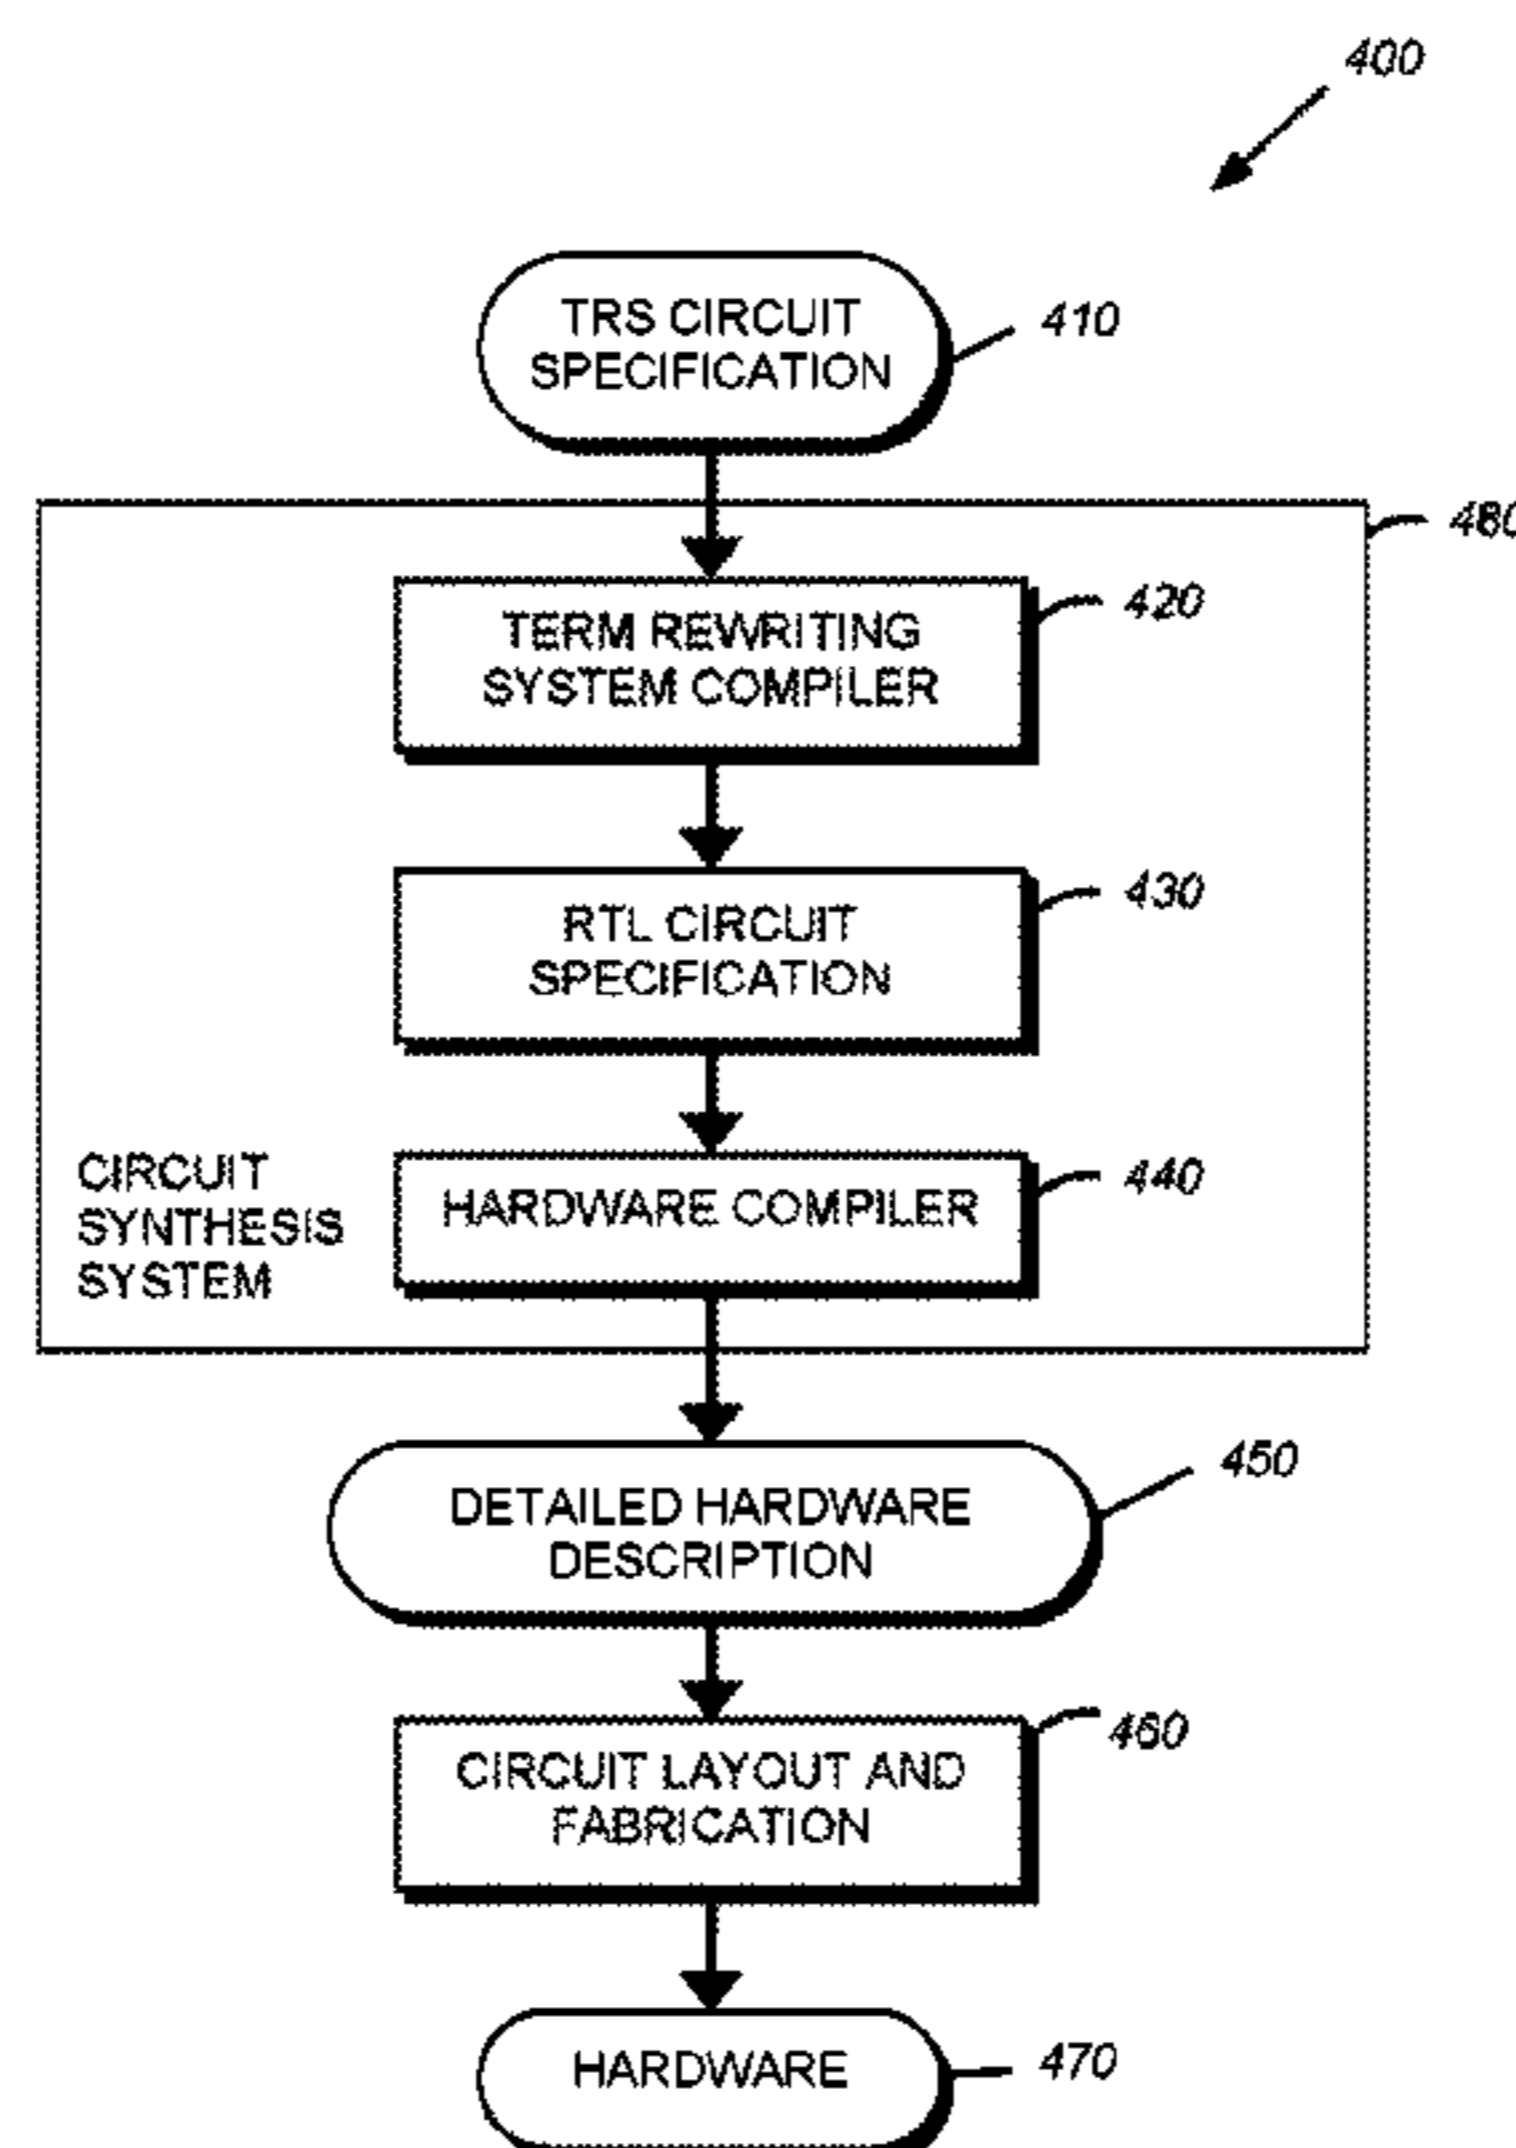 400
TRS CIRCUIT
SPECIFICATION
410
480
TERM REWRITING
SYSTEM COMPILER
420
RTL CIRCUIT
SPECIFICATION
430
HARDWARE COMPILER
440
CIRCUIT
SYNTHESIS
SYSTEM
DETAILED HARDWARE
DESCRIPTION
450
CIRCUIT LAYOUT AND
FABRICATION
460
HARDWARE
470